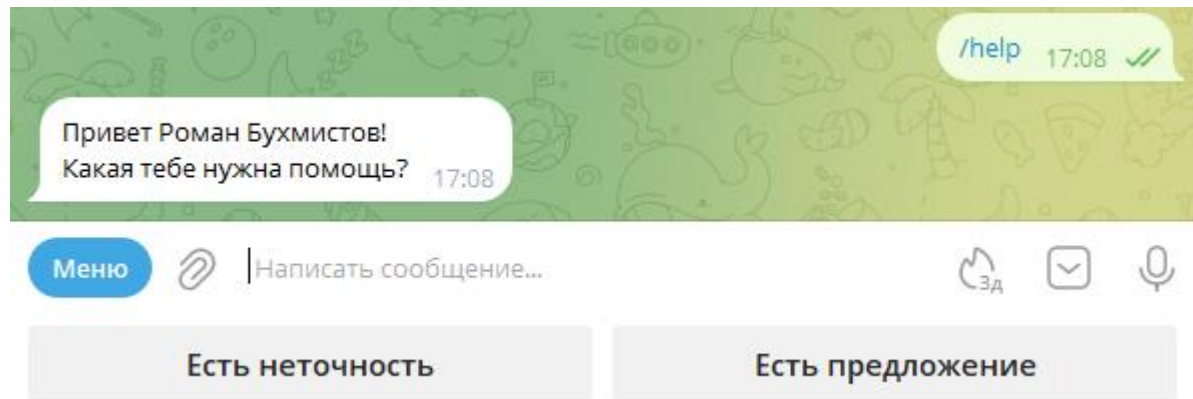 /help 17:08
Привет Роман Бухмистов!
Какая тебе нужна помощь? 17:08
Меню Написать сообщение... 3д
Есть неточность Есть предложение